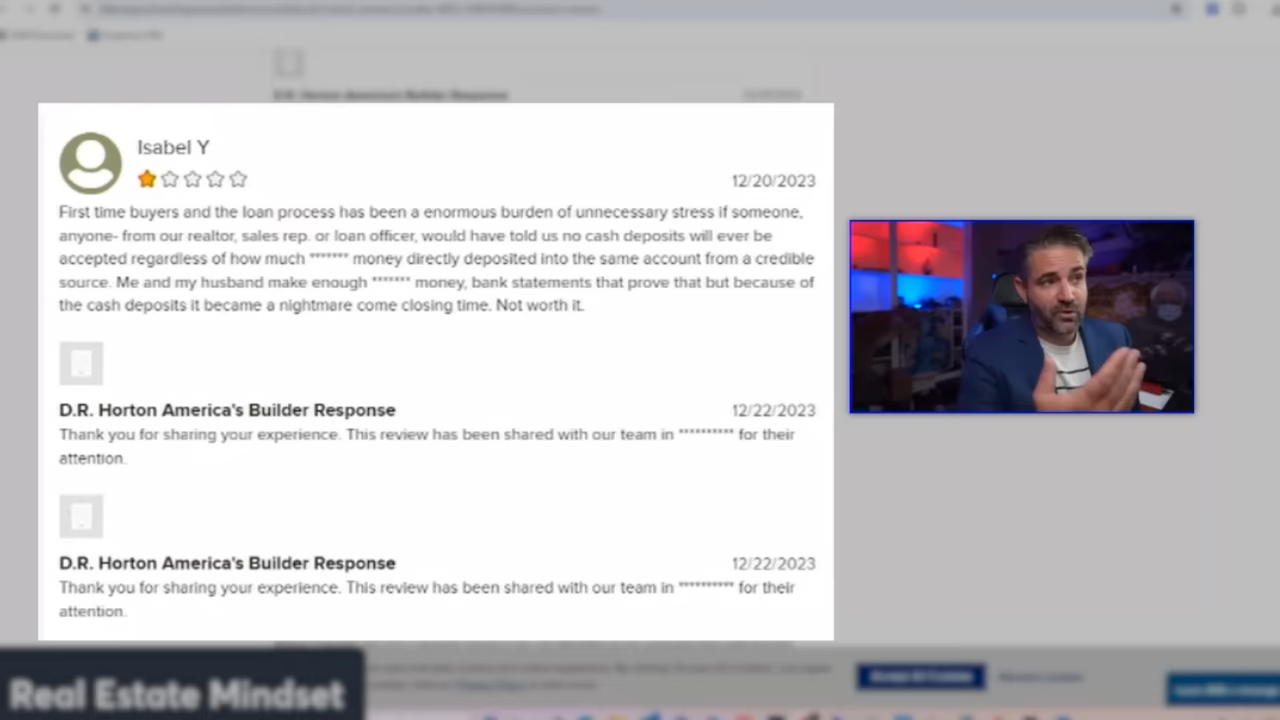 D.R. Horton America's Builder Response
Isabel Y
12/20/2023
First time buyers and the loan process has been a enormous burden of unnecessary stress if someone,
anyone- from our realtor, sales rep. or loan officer, would have told us no cash deposits will ever be
accepted regardless of how much ******* money directly deposited into the same account from a credible
source. Me and my husband make enough ******* money, bank statements that prove that but because of
the cash deposits it became a nightmare come closing time. Not worth it.
D.R. Horton America's Builder Response
12/22/2023
Thank you for sharing your experience. This review has been shared with our team in ********** for their
attention.
D.R. Horton America's Builder Response
12/22/2023
Thank you for sharing your experience. This review has been shared with our team in ********** for their
attention.
Real Estate Mindset